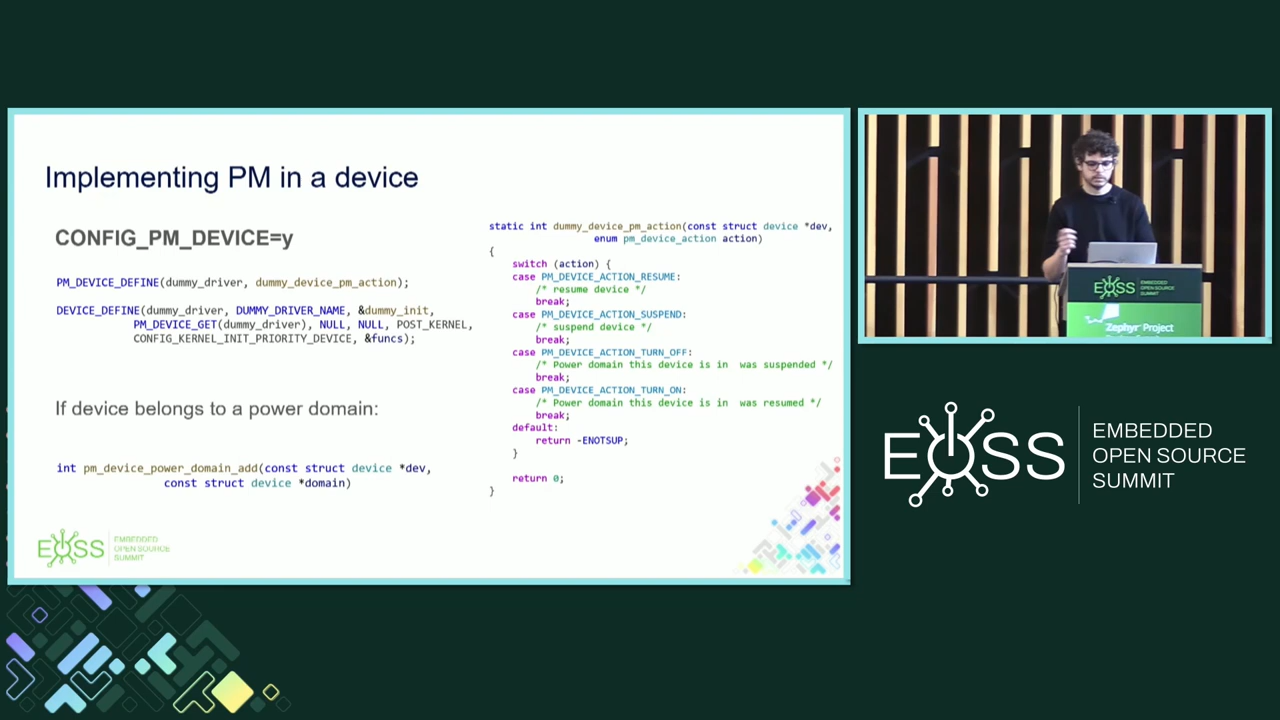 Implementing PM in a device
CONFIG_PM_DEVICE=y
PM_DEVICE_DEFINE(dummy_driver, dummy_device_pm_action);
DEVICE_DEFINE(dummy_driver, DUMMY_DRIVER_NAME, &dummy_init,
PM_DEVICE_GET(dummy_driver), NULL, NULL, POST_KERNEL,
CONFIG_KERNEL_INIT_PRIORITY_DEVICE, &funcs);
If device belongs to a power domain:
int pm_device_power_domain_add(const struct device *dev,
const struct device *domain)
static int dummy_device_pm_action(const struct device *dev,
enum pm_device_action action)
{
switch (action) {
case PM_DEVICE_ACTION_RESUME:
/* resume device */
break;
case PM_DEVICE_ACTION_SUSPEND:
/* suspend device */
break;
case PM_DEVICE_ACTION_TURN_OFF:
/* Power domain this device is in  was suspended */
break;
case PM_DEVICE_ACTION_TURN_ON:
/* Power domain this device is in  was resumed */
break;
default:
return -ENOTSUP;
}
return 0;
}
EOSS
EMBEDDED
OPEN SOURCE
SUMMIT
EOSS
EMBEDDED
OPEN SOURCE
SUMMIT
Zephyr Project
EOSS
EMBEDDED
OPEN SOURCE
SUMMIT